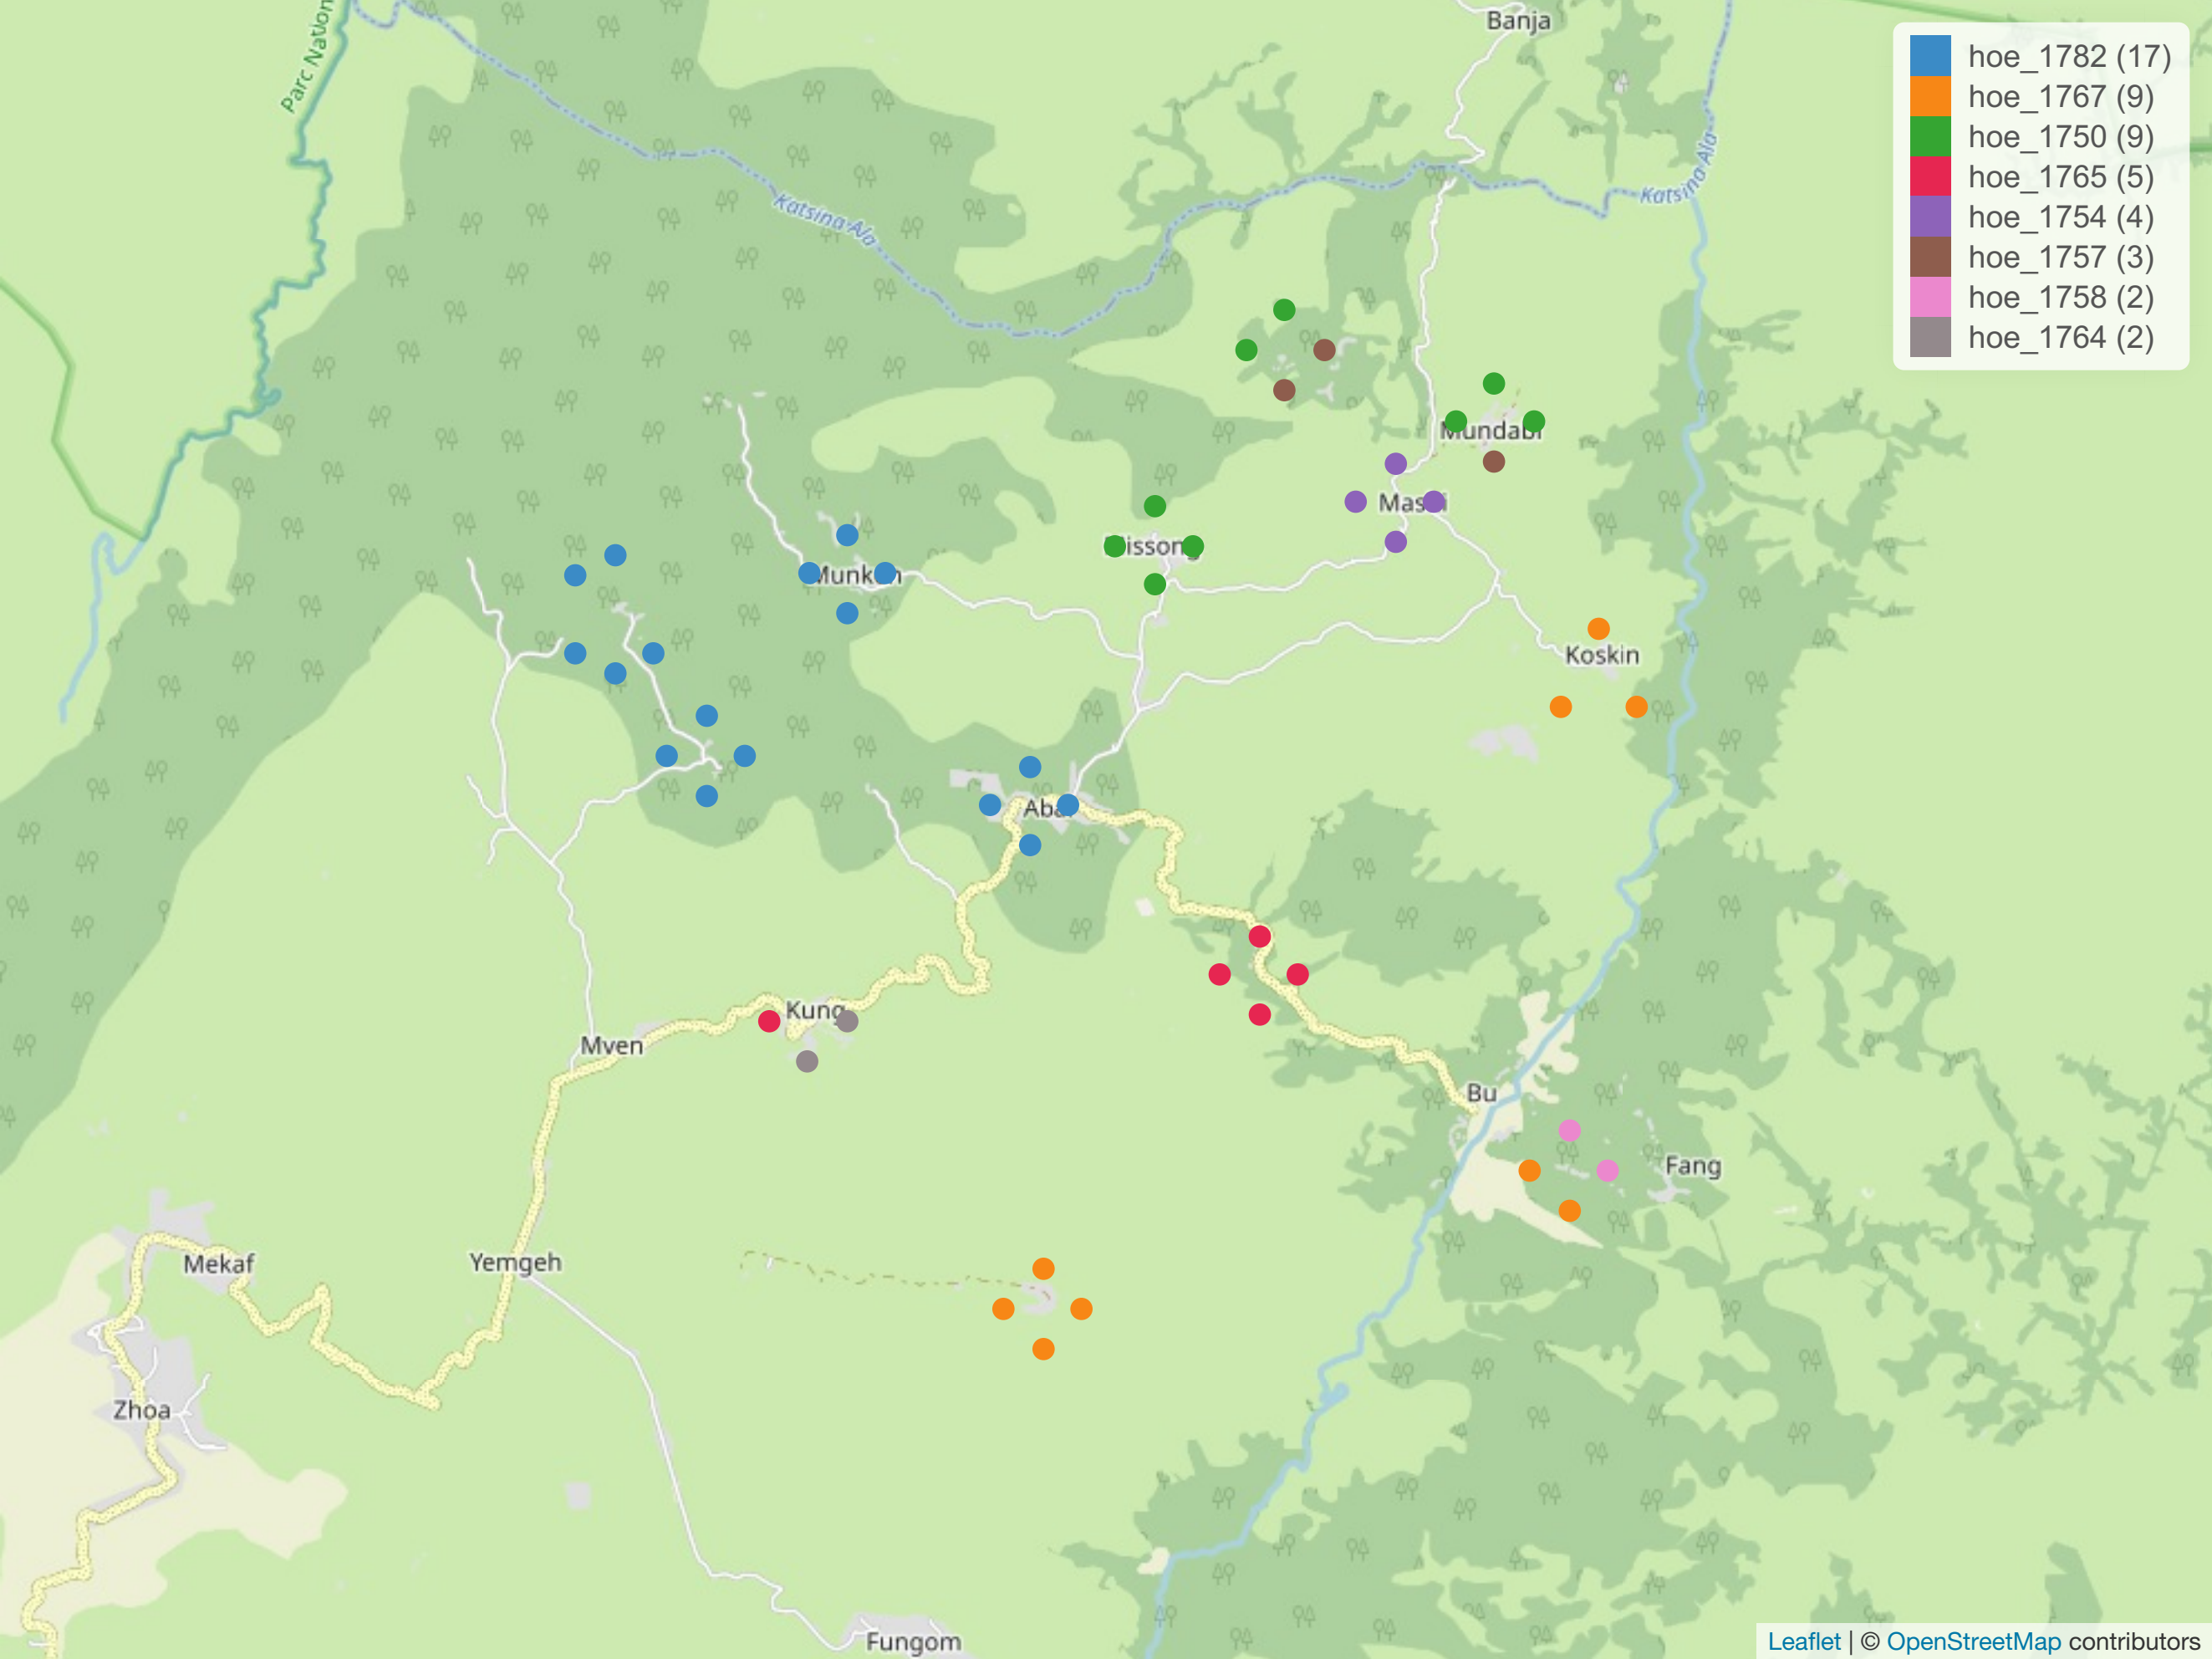 Banja
Parc Nation
hoe_1782 (17)
hoe_1767 (9)
hoe_1750 (9)
hoe_1765 (5)
hoe_1754 (4)
hoe_1757 (3)
hoe_1758 (2)
hoe_1764 (2)
Katsina-Ala
Katsina-Ala
Mundabi
Koskin
Kung
Mven
Bu
Fang
Mekaf
Yemgeh
Zhoa
Fungom
Leaflet | © OpenStreetMap contributors